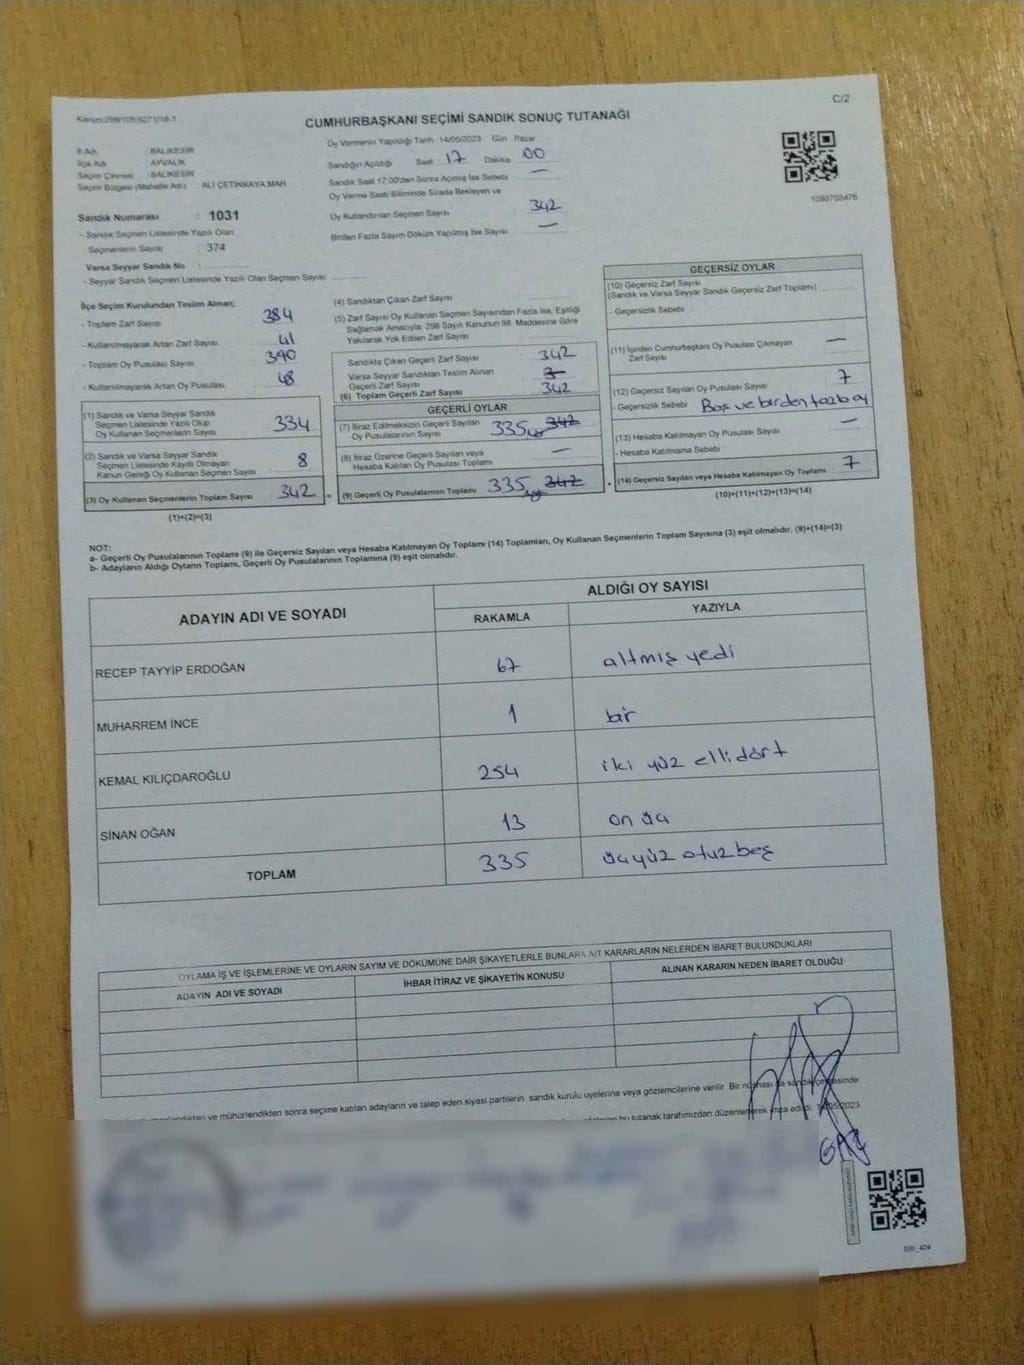 C/2
Kanun:298/105,6271/18-1
CUMHURBAŞKANI SEÇİMİ SANDIK SONUÇ TUTANAĞI
İl Adı : BALIKESİR
İlçe Adı : AYVALIK
Seçim Çevresi : BALIKESİR
Seçim Bölgesi (Mahalle Adı) : ALİ ÇETİNKAYA MAH.
Sandık Numarası : 1031
- Sandık Seçmen Listesinde Yazılı Olan
Seçmenlerin Sayısı : 374
Varsa Seyyar Sandık No :
- Seyyar Sandık Seçmen Listesinde Yazılı Olan Seçmen Sayısı:
Oy Vermenin Yapıldığı Tarih: 14/05/2023 Gün : Pazar
Sandığın Açıldığı Saat 17 Dakika 00
Sandık Saat 17:00'den Sonra Açılmış İse Sebebi —
Oy Verme Saati Bitiminde Sırada Bekleyen ve
Oy Kullandırılan Seçmen Sayısı 342
Birden Fazla Sayım Döküm Yapılmış İse Sayısı —
1090703476
İlçe Seçim Kurulundan Teslim Alınan;
- Toplam Zarf Sayısı 384
- Kullanılmayarak Artan Zarf Sayısı 41
- Toplam Oy Pusulası Sayısı 390
- Kullanılmayarak Artan Oy Pusulası 48
(1) Sandık ve Varsa Seyyar Sandık
Seçmen Listesinde Yazılı Olup
Oy Kullanan Seçmenlerin Sayısı 334
(2) Sandık ve Varsa Seyyar Sandık
Seçmen Listesinde Kayıtlı Olmayan
Kanun Gereği Oy Kullanan Seçmen Sayısı 8
(3) Oy Kullanan Seçmenlerin Toplam Sayısı 342 =
(1)+(2)=(3)
(4) Sandıktan Çıkan Zarf Sayısı
(5) Zarf Sayısı Oy Kullanan Seçmen Sayısından Fazla İse, Eşitliği
Sağlamak Amacıyla, 298 Sayılı Kanunun 98. Maddesine Göre
Yakılarak Yok Edilen Zarf Sayısı
Sandıkta Çıkan Geçerli Zarf Sayısı 342
Varsa Seyyar Sandıktan Teslim Alınan
Geçerli Zarf Sayısı
(6) Toplam Geçerli Zarf Sayısı 342
GEÇERLİ OYLAR
(7) İtiraz Edilmeksizin Geçerli Sayılan
Oy Pusulalarının Sayısı 335 342
(8) İtiraz Üzerine Geçerli Sayılan veya
Hesaba Katılan Oy Pusulası Toplamı —
(9) Geçerli Oy Pusulalarının Toplamı 335 342 +
GEÇERSİZ OYLAR
(10) Geçersiz Zarf Sayısı
(Sandık ve Varsa Seyyar Sandık Geçersiz Zarf Toplamı)
- Geçersizlik Sebebi :
(11) İçinden Cumhurbaşkanı Oy Pusulası Çıkmayan
Zarf Sayısı —
(12) Geçersiz Sayılan Oy Pusulası Sayısı 7
- Geçersizlik Sebebi : Boş ve birden fazla oy
(13) Hesaba Katılmayan Oy Pusulası Sayısı —
- Hesaba Katılmama Sebebi :
(14) Geçersiz Sayılan veya Hesaba Katılmayan Oy Toplamı 7
(10)+(11)+(12)+(13)=(14)
NOT:
a- Geçerli Oy Pusulalarının Toplamı (9) ile Geçersiz Sayılan veya Hesaba Katılmayan Oy Toplamı (14) Toplamları, Oy Kullanan Seçmenlerin Toplam Sayısına (3) eşit olmalıdır. (9)+(14)=(3)
b- Adayların Aldığı Oyların Toplamı, Geçerli Oy Pusulalarının Toplamına (9) eşit olmalıdır.
ADAYIN ADI VE SOYADI
ALDIĞI OY SAYISI
RAKAMLA YAZIYLA
RECEP TAYYİP ERDOĞAN 67 altmış yedi
MUHARREM İNCE 1 bir
KEMAL KILIÇDAROĞLU 254 iki yüz ellidört
SİNAN OĞAN 13 on üç
TOPLAM 335 üçyüz otuzbeş
OYLAMA İŞ VE İŞLEMLERİNE VE OYLARIN SAYIM VE DÖKÜMÜNE DAİR ŞİKAYETLERLE BUNLARA AİT KARARLARIN NELERDEN İBARET BULUNDUKLARI
ADAYIN ADI VE SOYADI İHBAR İTİRAZ VE ŞİKAYETİN KONUSU ALINAN KARARIN NEDEN İBARET OLDUĞU
ve mühürlendikten sonra seçime katılan adayların ve talep eden siyasi partilerin sandık kurulu üyelerine veya gözlemcilerine verilir. Bir nüshası da sandık çevresinde
bu tutanak tarafımızdan düzenlenerek imza edildi. 14/05/2023
SSI_404